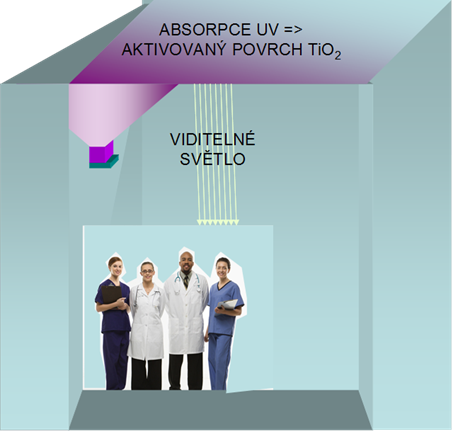 ABSORPCE UV =>
AKTIVOVANÝ POVRCH TiO₂
VIDITELNÉ
SVĚTLO